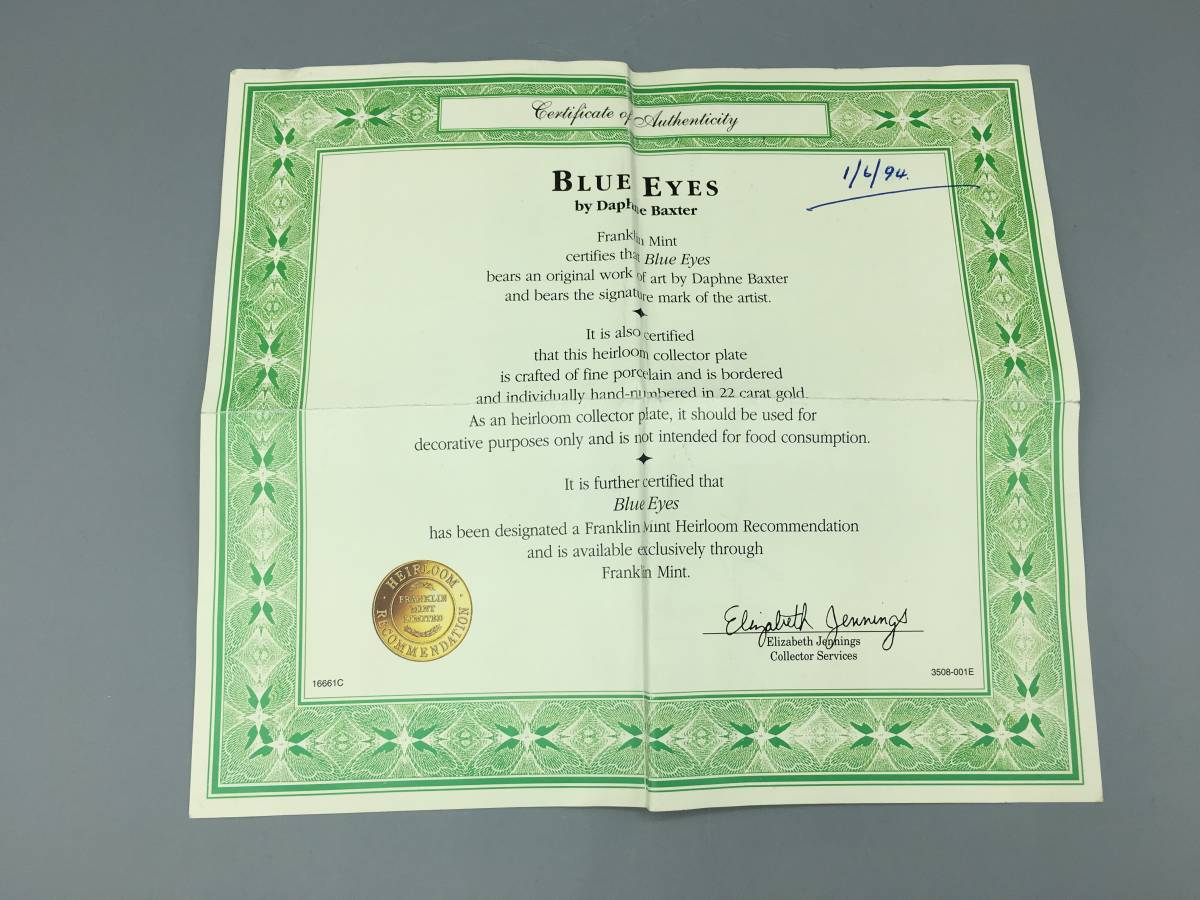 Certificate of Authenticity
1/6/94.
BLUE EYES
by Daphne Baxter
Franklin Mint
certifies that Blue Eyes
bears an original work of art by Daphne Baxter
and bears the signature mark of the artist.
It is also certified
that this heirloom collector plate
is crafted of fine porcelain and is bordered
and individually hand-numbered in 22 carat gold.
As an heirloom collector plate, it should be used for
decorative purposes only and is not intended for food consumption.
It is further certified that
Blue Eyes
has been designated a Franklin Mint Heirloom Recommendation
and is available exclusively through
Franklin Mint.
HEIRLOOM
FRANKLIN
MINT
LIMITED
RECOMMENDATION
Elizabeth Jennings
Elizabeth Jennings
Collector Services
16661C
3508-001E